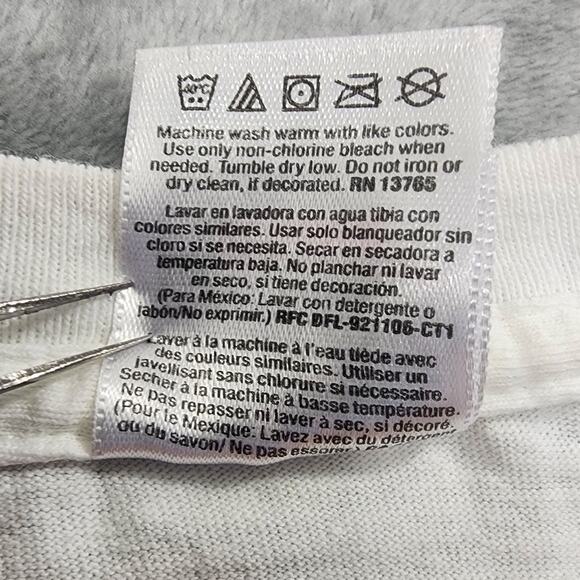 40°C
Machine wash warm with like colors.
Use only non-chlorine bleach when
needed. Tumble dry low. Do not iron or
dry clean, if decorated. RN 13765
Lavar en lavadora con agua tibia con
colores similares. Usar solo blanqueador sin
cloro si se necesita. Secar en secadora a
temperatura baja. No planchar ni lavar
en seco, si tiene decoración.
(Para México: Lavar con detergente o
jabón/No exprimir.) RFC DFL-921106-CT1
Laver à la machine à l'eau tiède avec
des couleurs similaires. Utiliser un
javellisant sans chlorure si nécessaire.
Sécher à la machine à basse température.
Ne pas repasser ni laver à sec, si décoré.
(Pour le Mexique: Lavez avec du détergent
ou du savon/ Ne pas essorer.)